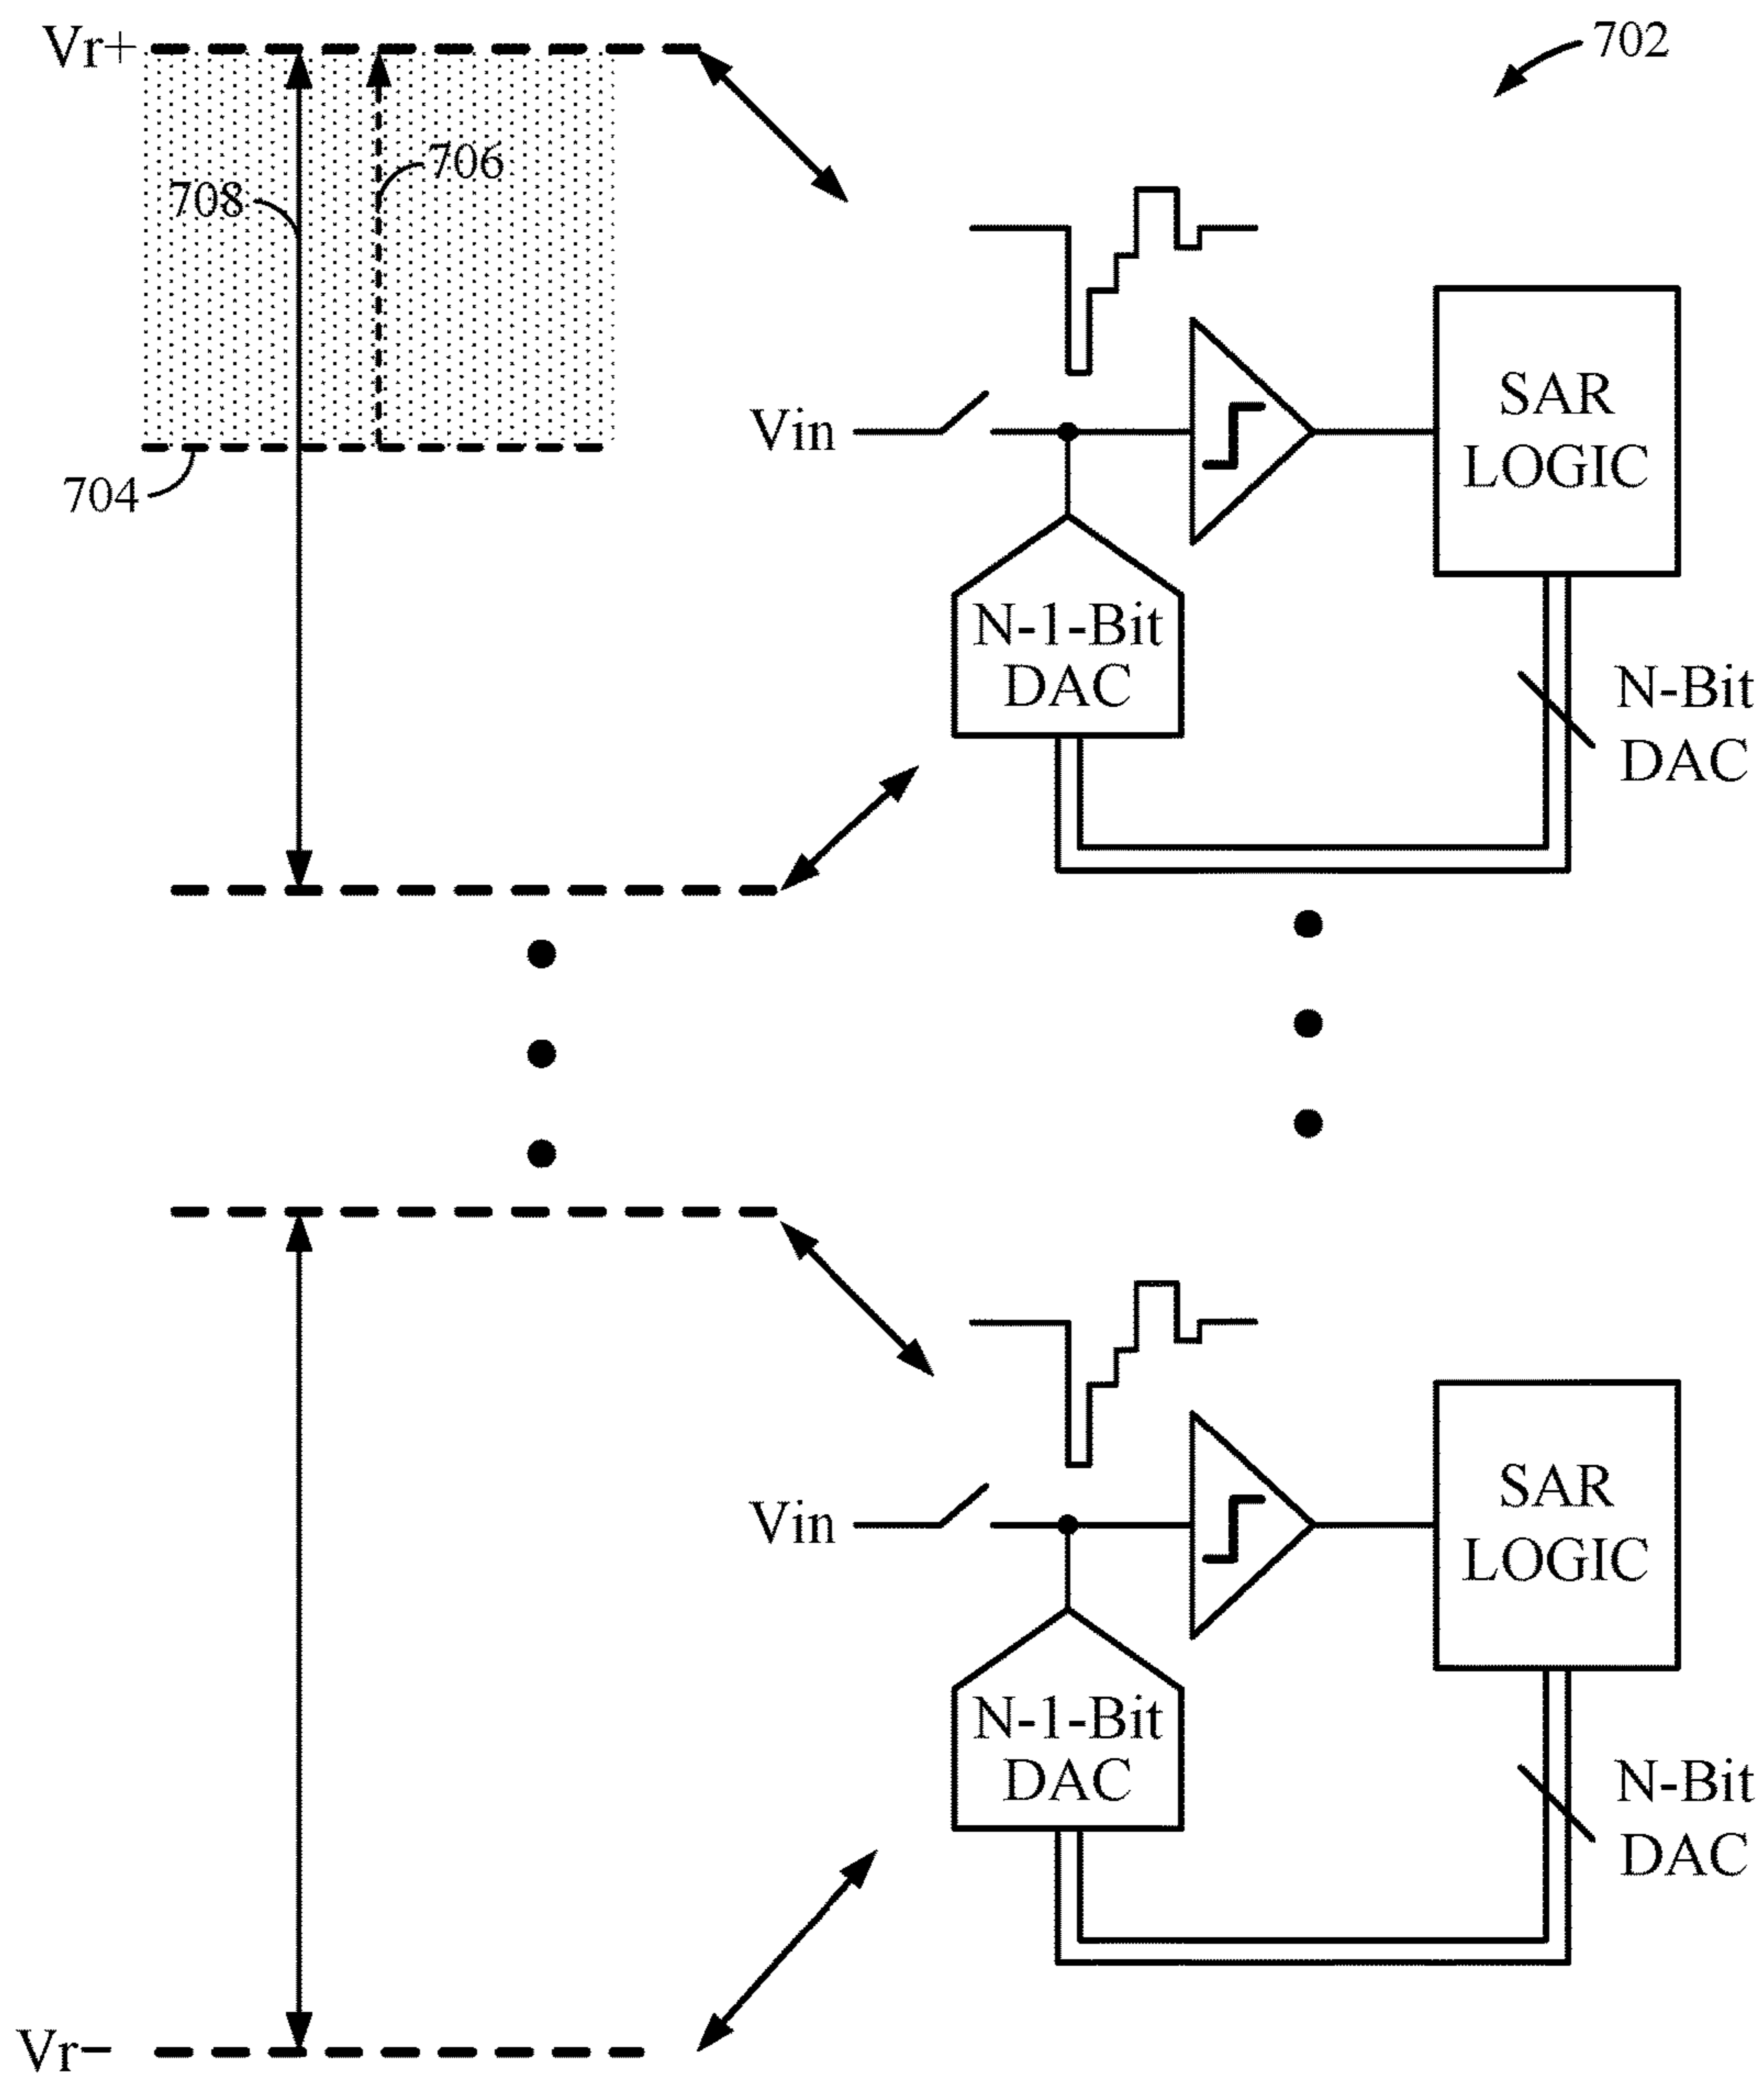 Vr+
702
706
708
704
Vin
SAR
LOGIC
N-1-Bit
DAC
N-Bit
DAC
Vin
SAR
LOGIC
N-1-Bit
DAC
N-Bit
DAC
Vr−